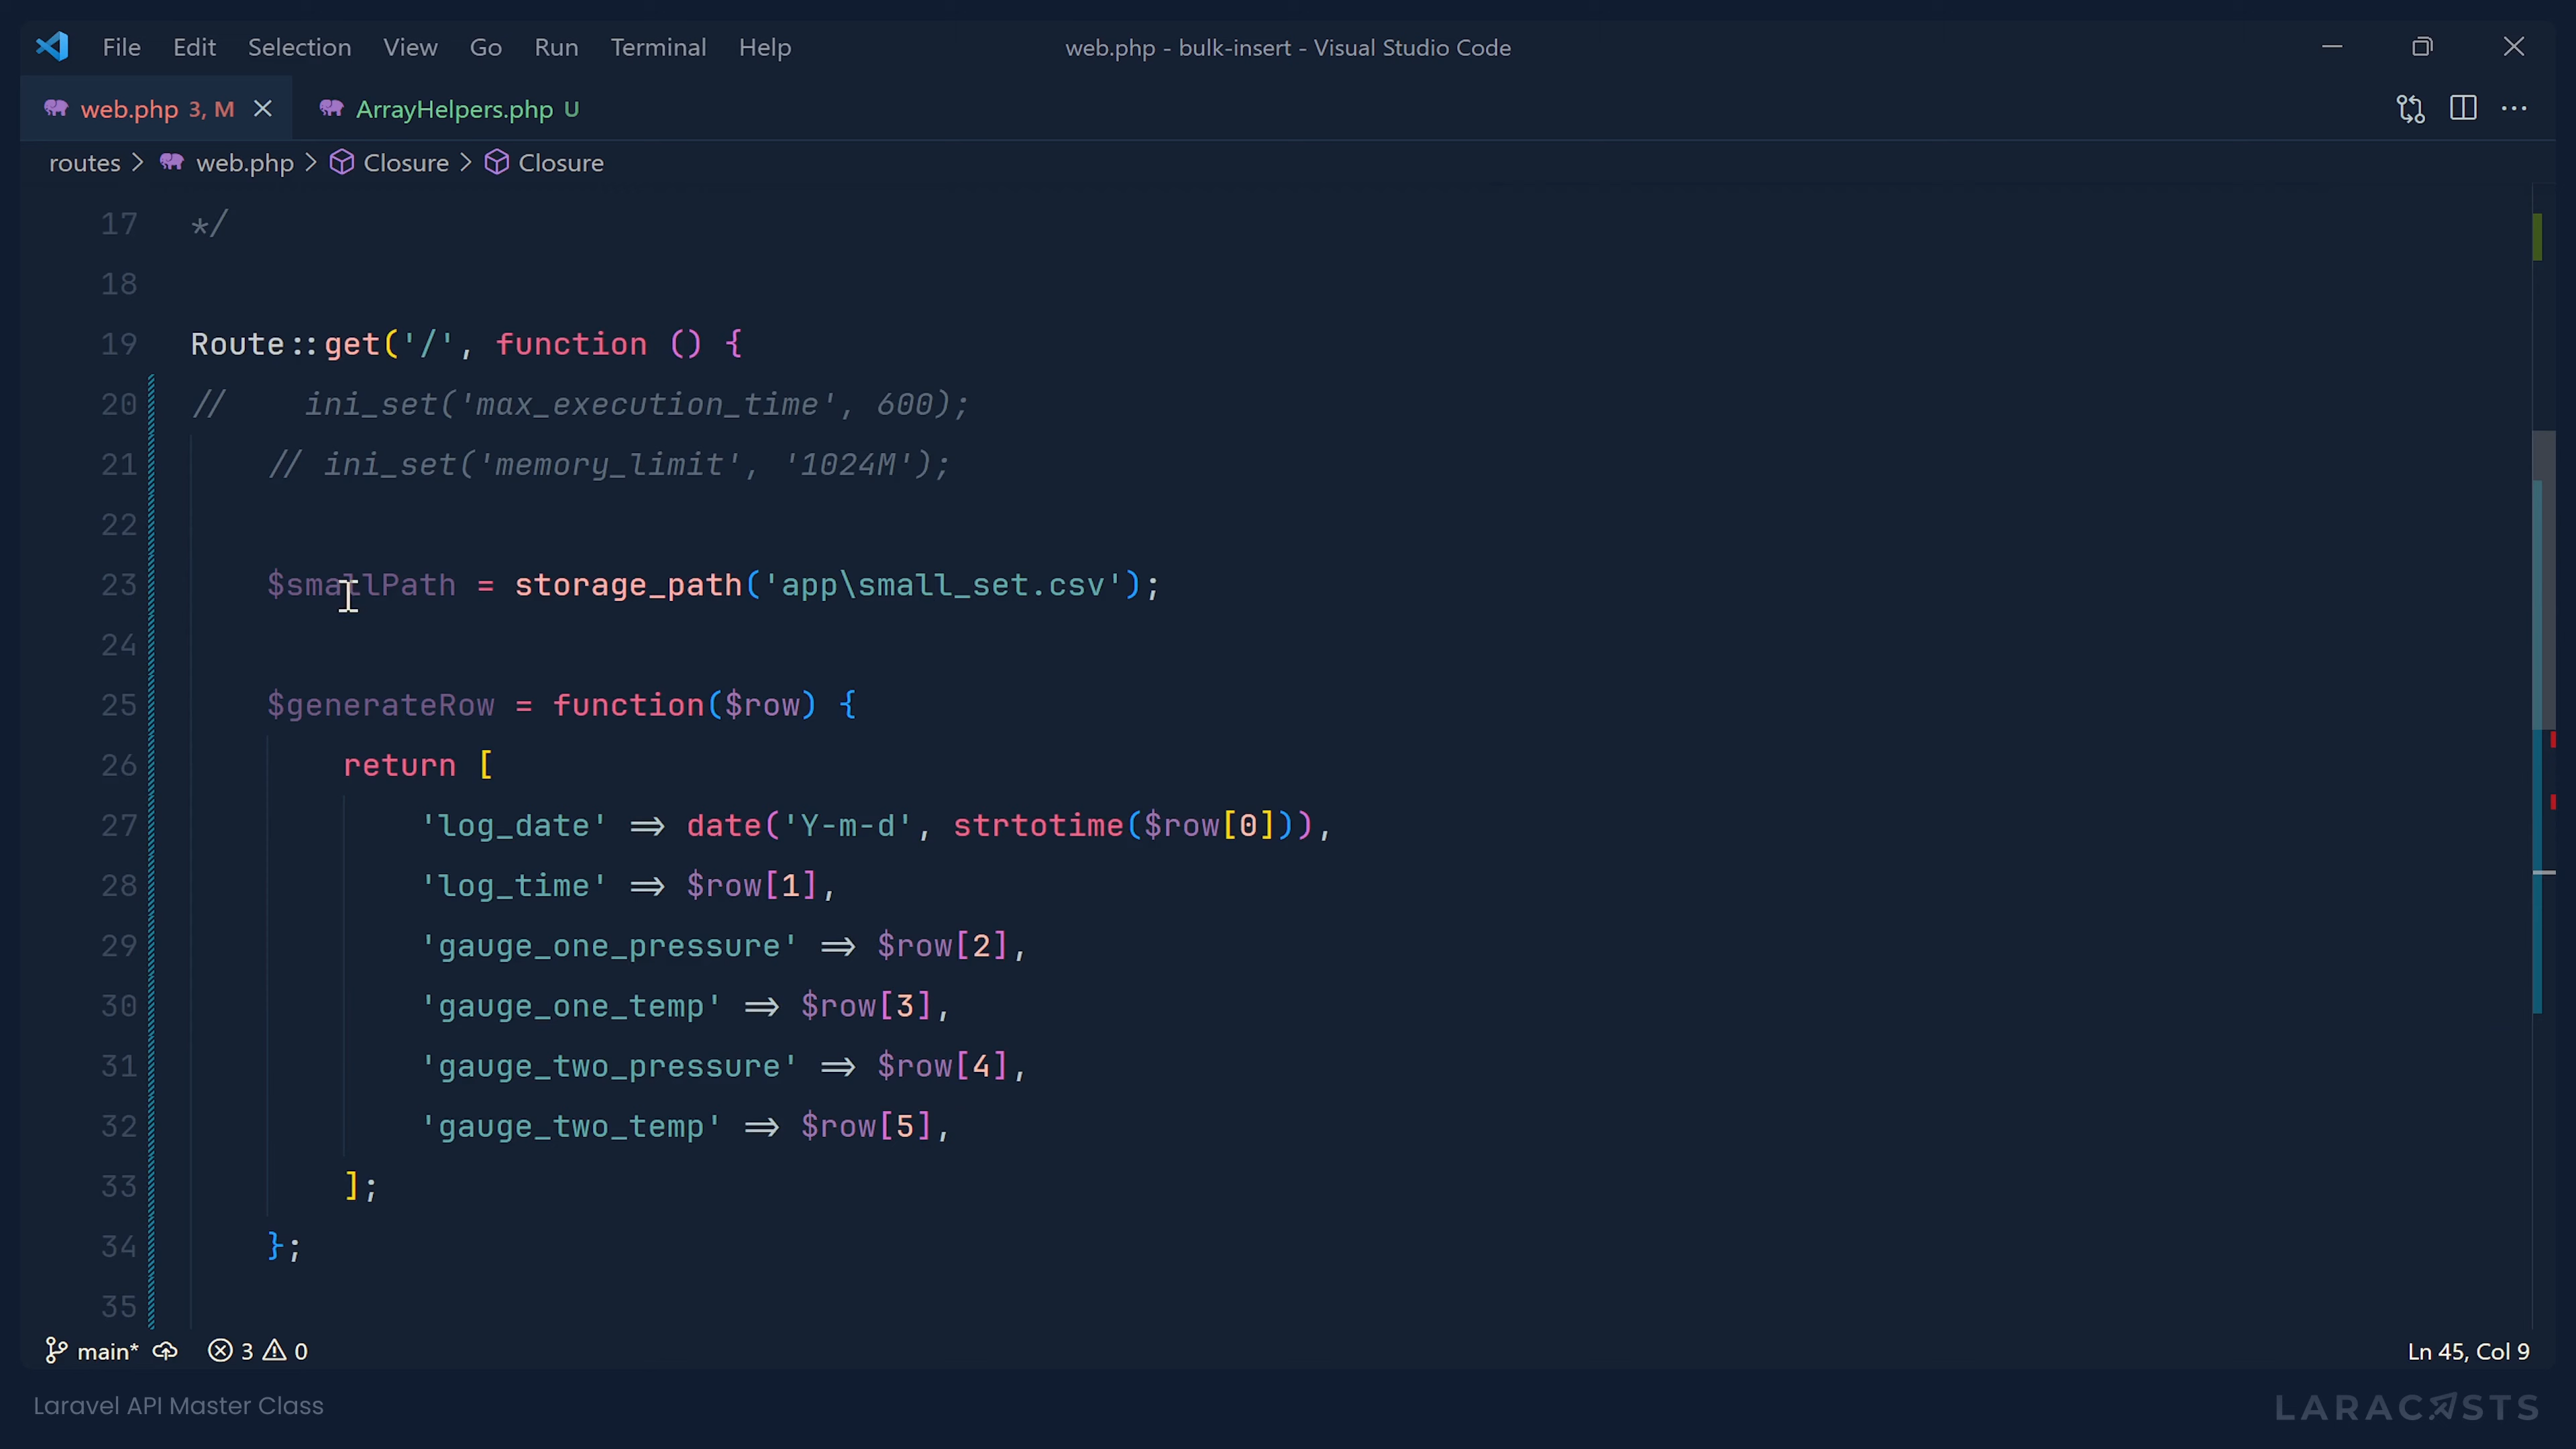 File Edit Selection View Go Run Terminal Help web.php - bulk-insert - Visual Studio Code
web.php 3, M ArrayHelpers.php U
routes > web.php > Closure > Closure
17 */
18
19 Route::get('/', function () {
20 // ini_set('max_execution_time', 600);
21 // ini_set('memory_limit', '1024M');
22
23 $smallPath = storage_path('app\small_set.csv');
24
25 $generateRow = function($row) {
26 return [
27 'log_date' => date('Y-m-d', strtotime($row[0])),
28 'log_time' => $row[1],
29 'gauge_one_pressure' => $row[2],
30 'gauge_one_temp' => $row[3],
31 'gauge_two_pressure' => $row[4],
32 'gauge_two_temp' => $row[5],
33 ];
34 };
35
main* 3 0 Ln 45, Col 9
Laravel API Master Class LARACASTS